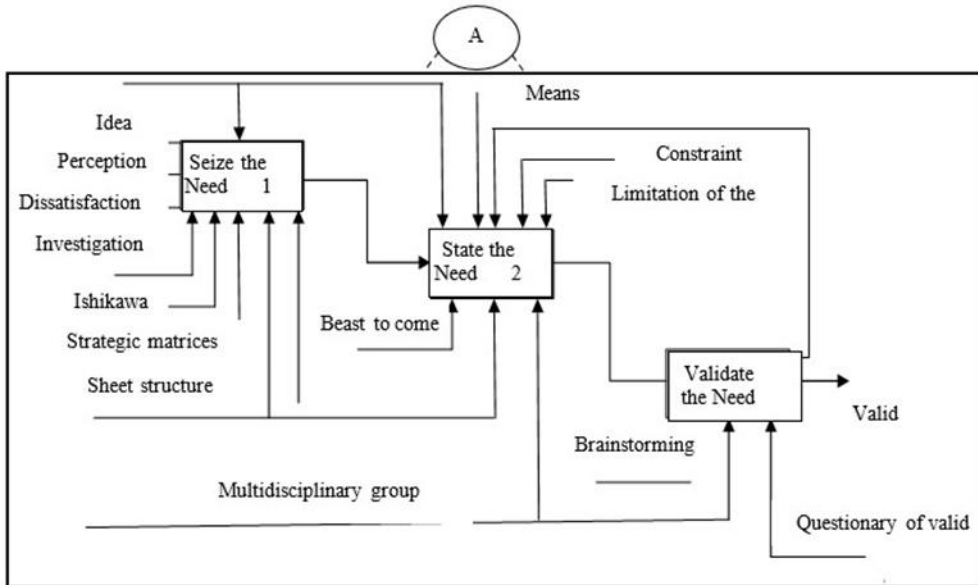 A
Means
Idea
Perception
Dissatisfaction
Investigation
Ishikawa
Strategic matrices
Sheet structure
Seize the
Need 1
Constraint
Limitation of the
State the
Need 2
Beast to come
Validate
the Need
Valid
Brainstorming
Multidisciplinary group
Questionary of valid